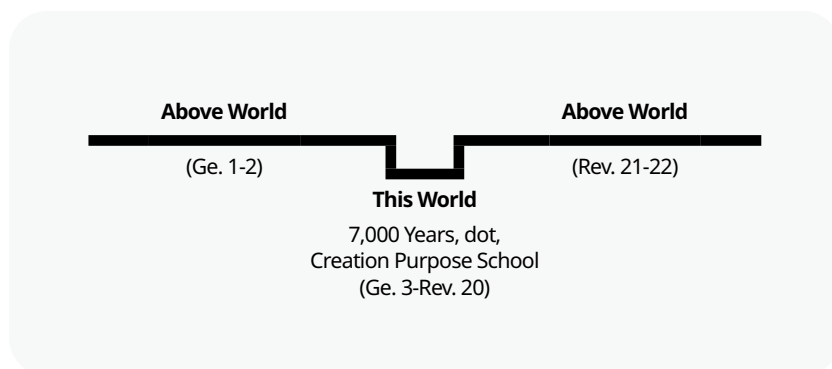 Above World
Above World
(Ge. 1-2)
(Rev. 21-22)
This World
7,000 Years, dot,
Creation Purpose School
(Ge. 3-Rev. 20)